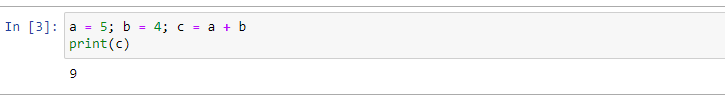 In [3]: a = 5; b = 4; c = a + b
print(c)
9